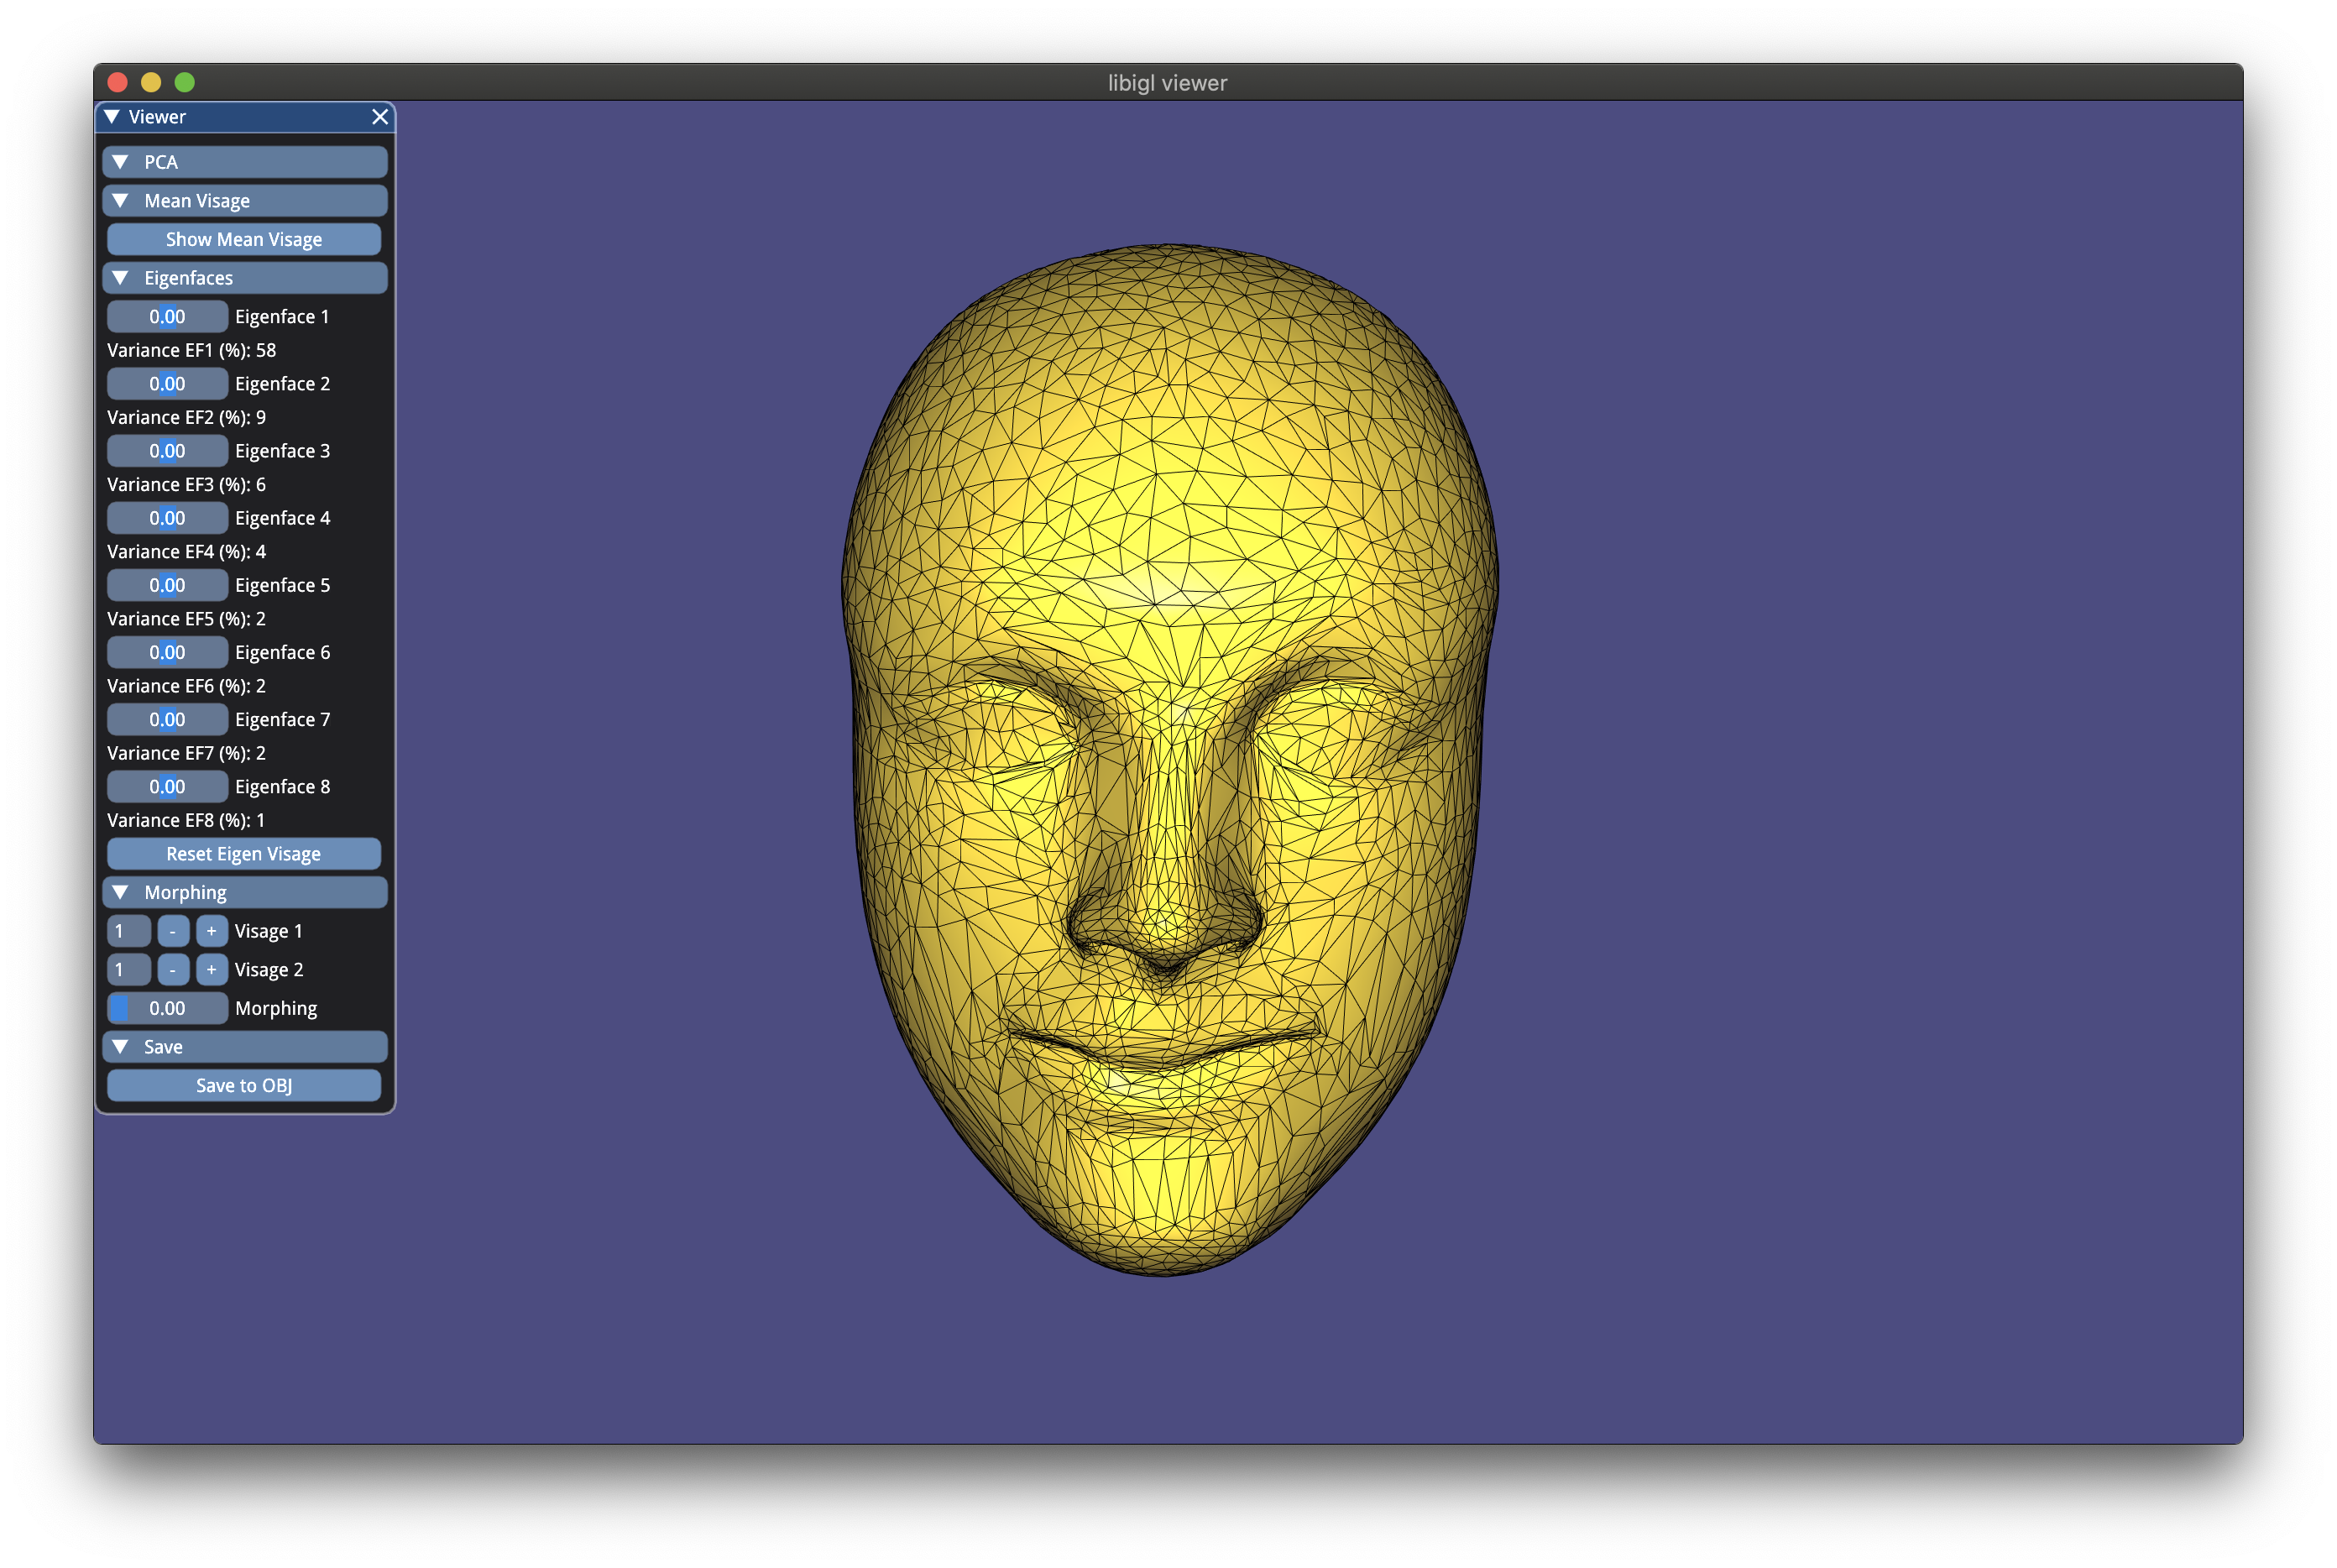 libigl viewer
Viewer
PCA
Mean Visage
Show Mean Visage
Eigenfaces
0.00 Eigenface 1
Variance EF1 (%): 58
0.00 Eigenface 2
Variance EF2 (%): 9
0.00 Eigenface 3
Variance EF3 (%): 6
0.00 Eigenface 4
Variance EF4 (%): 4
0.00 Eigenface 5
Variance EF5 (%): 2
0.00 Eigenface 6
Variance EF6 (%): 2
0.00 Eigenface 7
Variance EF7 (%): 2
0.00 Eigenface 8
Variance EF8 (%): 1
Reset Eigen Visage
Morphing
1 - + Visage 1
1 - + Visage 2
0.00 Morphing
Save
Save to OBJ